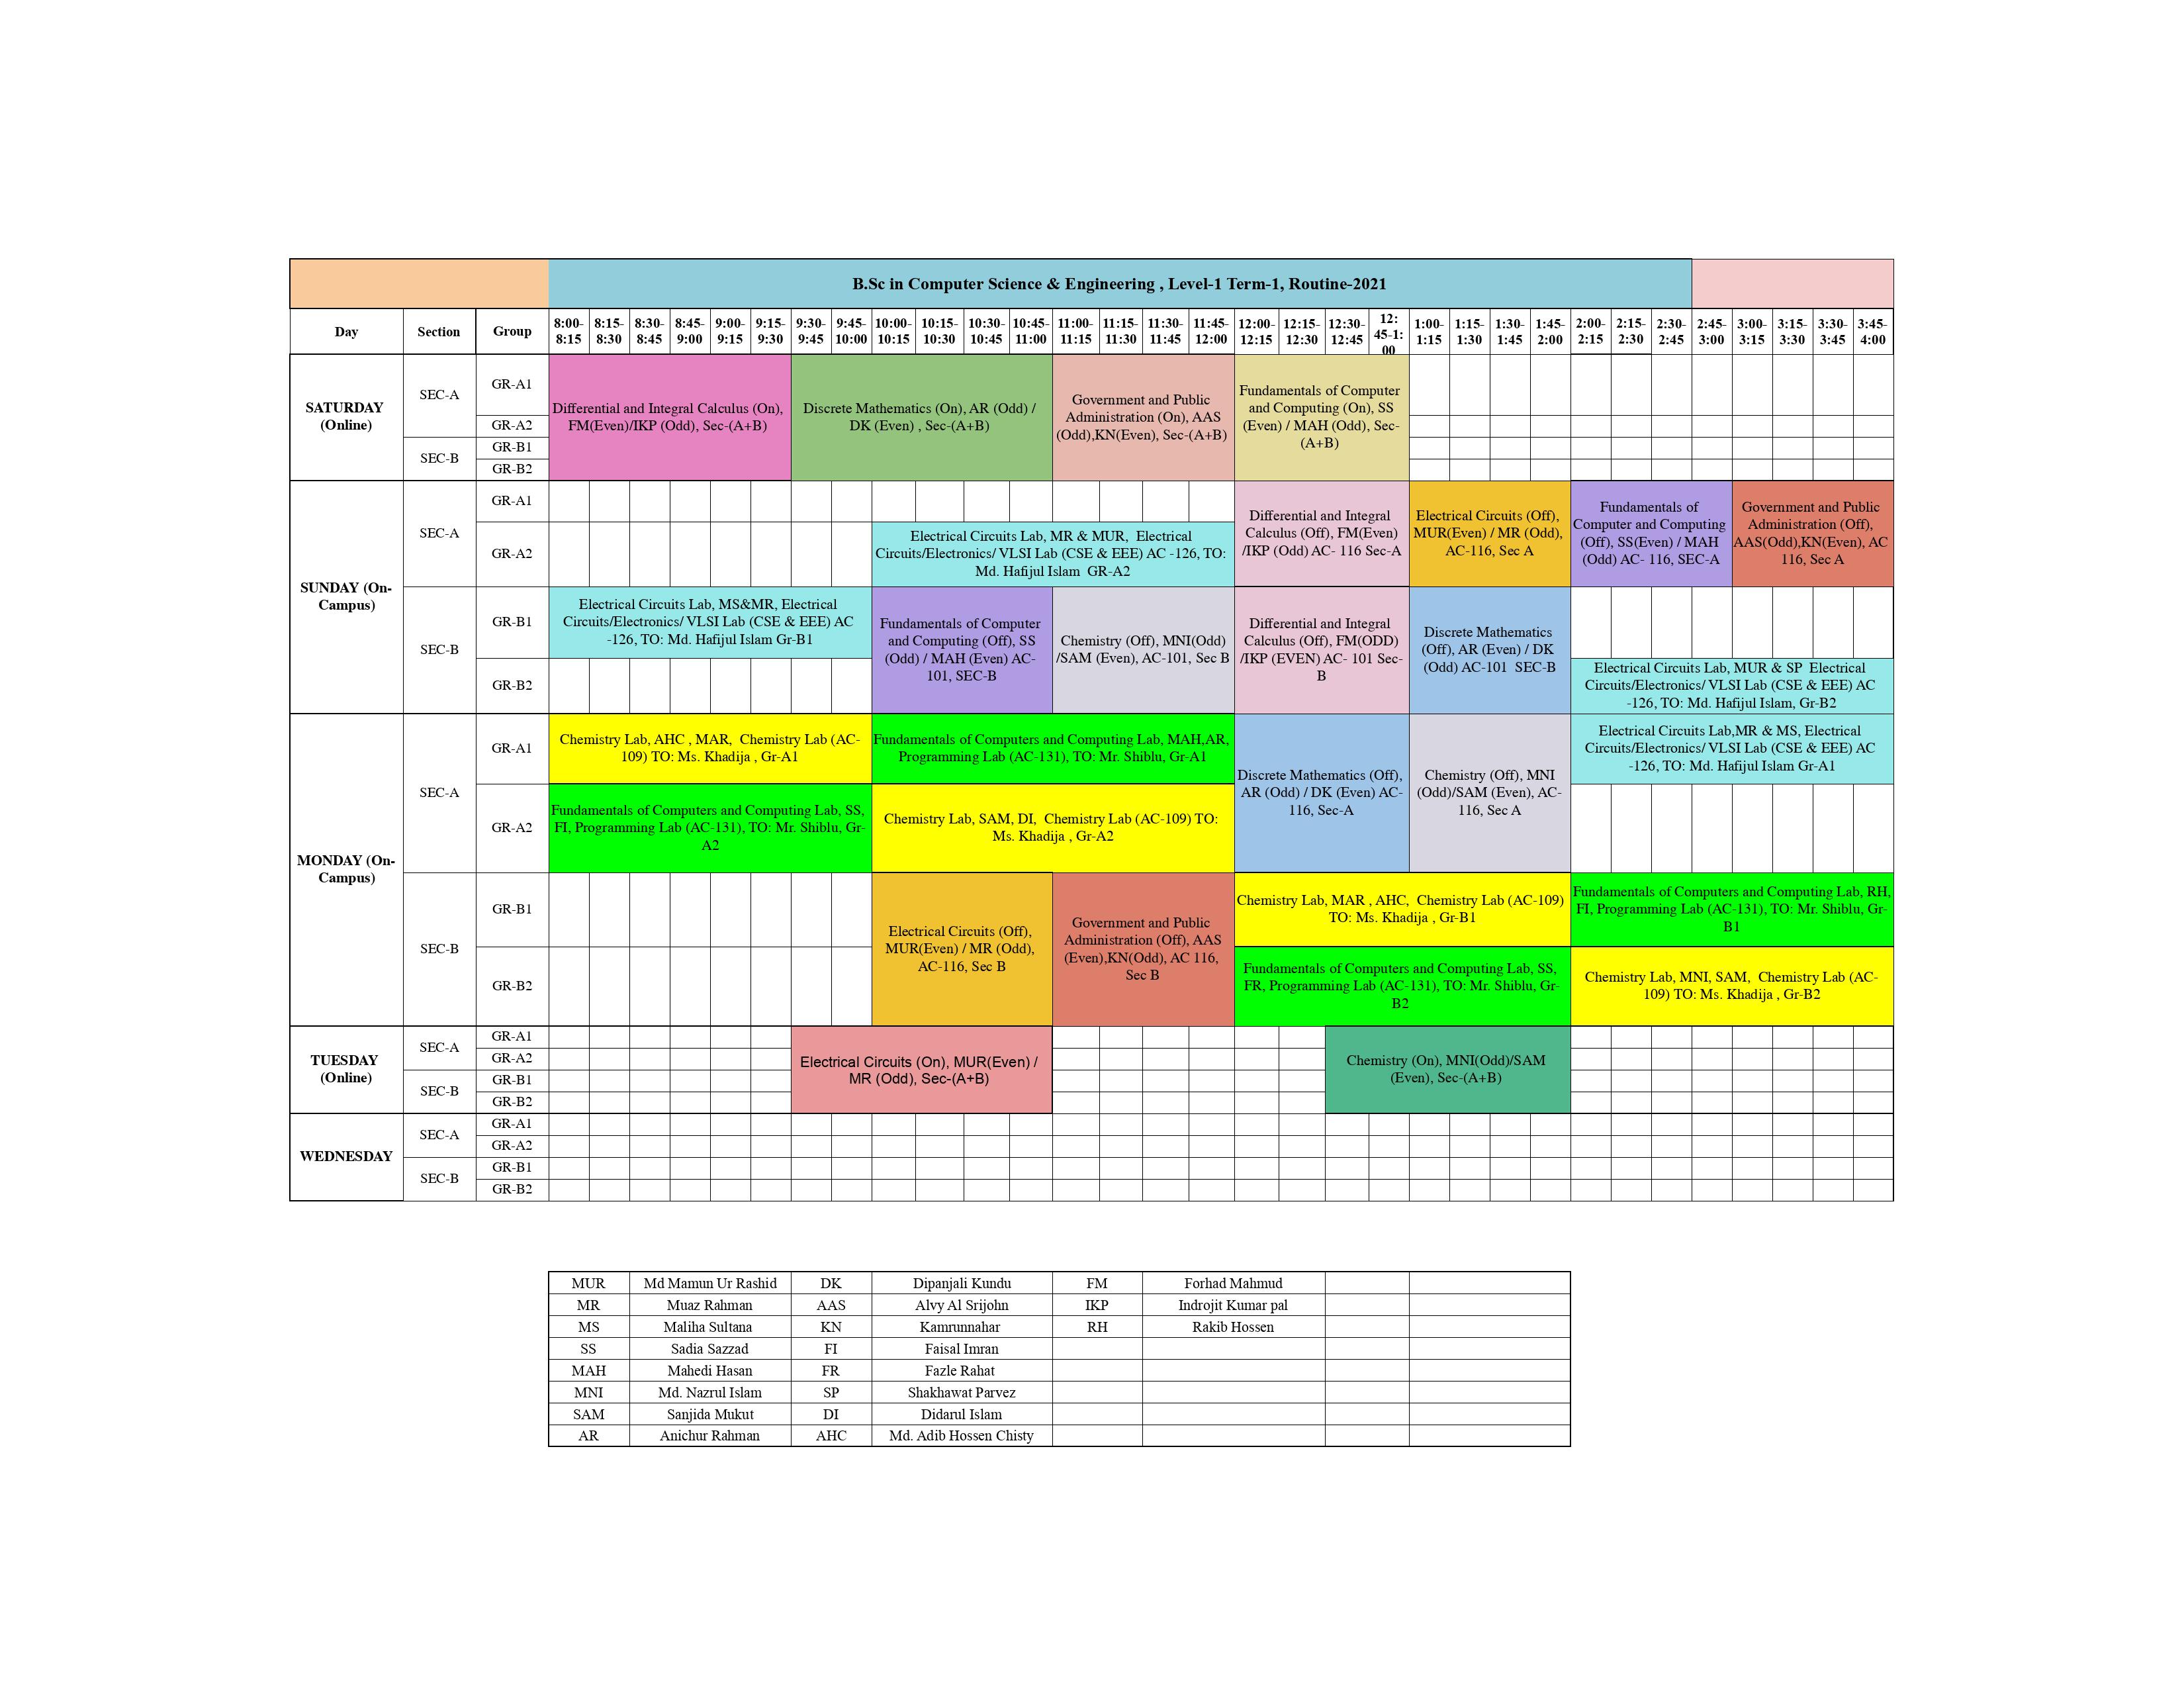 B.Sc in Computer Science & Engineering , Level-1 Term-1, Routine-2021
Day Section Group 8:00-8:15 8:15-8:30 8:30-8:45 8:45-9:00 9:00-9:15 9:15-9:30 9:30-9:45 9:45-10:00 10:00-10:15 10:15-10:30 10:30-10:45 10:45-11:00 11:00-11:15 11:15-11:30 11:30-11:45 11:45-12:00 12:00-12:15 12:15-12:30 12:30-12:45 12:45-1:00 1:00-1:15 1:15-1:30 1:30-1:45 1:45-2:00 2:00-2:15 2:15-2:30 2:30-2:45 2:45-3:00 3:00-3:15 3:15-3:30 3:30-3:45 3:45-4:00
SATURDAY
(Online)
SEC-A
GR-A1
GR-A2
SEC-B
GR-B1
GR-B2
Differential and Integral Calculus (On),
FM(Even)/IKP (Odd), Sec-(A+B)
Discrete Mathematics (On), AR (Odd) /
DK (Even) , Sec-(A+B)
Government and Public
Administration (On), AAS
(Odd),KN(Even), Sec-(A+B)
Fundamentals of Computer
and Computing (On), SS
(Even) / MAH (Odd), Sec-
(A+B)
SUNDAY (On-
Campus)
SEC-A
GR-A1
GR-A2
Electrical Circuits Lab, MR & MUR, Electrical
Circuits/Electronics/ VLSI Lab (CSE & EEE) AC -126, TO:
Md. Hafijul Islam GR-A2
Differential and Integral
Calculus (Off), FM(Even)
/IKP (Odd) AC- 116 Sec-A
Electrical Circuits (Off),
MUR(Even) / MR (Odd),
AC-116, Sec A
Fundamentals of
Computer and Computing
(Off), SS(Even) / MAH
(Odd) AC- 116, SEC-A
Government and Public
Administration (Off),
AAS(Odd),KN(Even), AC
116, Sec A
SEC-B
GR-B1
GR-B2
Electrical Circuits Lab, MS&MR, Electrical
Circuits/Electronics/ VLSI Lab (CSE & EEE) AC
-126, TO: Md. Hafijul Islam Gr-B1
Fundamentals of Computer
and Computing (Off), SS
(Odd) / MAH (Even) AC-
101, SEC-B
Chemistry (Off), MNI(Odd)
/SAM (Even), AC-101, Sec B
Differential and Integral
Calculus (Off), FM(ODD)
/IKP (EVEN) AC- 101 Sec-
B
Discrete Mathematics
(Off), AR (Even) / DK
(Odd) AC-101 SEC-B
Electrical Circuits Lab, MUR & SP Electrical
Circuits/Electronics/ VLSI Lab (CSE & EEE) AC
-126, TO: Md. Hafijul Islam, Gr-B2
MONDAY (On-
Campus)
SEC-A
GR-A1
Chemistry Lab, AHC , MAR, Chemistry Lab (AC-
109) TO: Ms. Khadija , Gr-A1
Fundamentals of Computers and Computing Lab, MAH,AR,
Programming Lab (AC-131), TO: Mr. Shiblu, Gr-A1
Discrete Mathematics (Off),
AR (Odd) / DK (Even) AC-
116, Sec-A
Chemistry (Off), MNI
(Odd)/SAM (Even), AC-
116, Sec A
Electrical Circuits Lab,MR & MS, Electrical
Circuits/Electronics/ VLSI Lab (CSE & EEE) AC
-126, TO: Md. Hafijul Islam Gr-A1
GR-A2
Fundamentals of Computers and Computing Lab, SS,
FI, Programming Lab (AC-131), TO: Mr. Shiblu, Gr-
A2
Chemistry Lab, SAM, DI, Chemistry Lab (AC-109) TO:
Ms. Khadija , Gr-A2
SEC-B
GR-B1
Electrical Circuits (Off),
MUR(Even) / MR (Odd),
AC-116, Sec B
Government and Public
Administration (Off), AAS
(Even),KN(Odd), AC 116,
Sec B
Chemistry Lab, MAR , AHC, Chemistry Lab (AC-109)
TO: Ms. Khadija , Gr-B1
Fundamentals of Computers and Computing Lab, RH,
FI, Programming Lab (AC-131), TO: Mr. Shiblu, Gr-
B1
GR-B2
Fundamentals of Computers and Computing Lab, SS,
FR, Programming Lab (AC-131), TO: Mr. Shiblu, Gr-
B2
Chemistry Lab, MNI, SAM, Chemistry Lab (AC-
109) TO: Ms. Khadija , Gr-B2
TUESDAY
(Online)
SEC-A
GR-A1
GR-A2
SEC-B
GR-B1
GR-B2
Electrical Circuits (On), MUR(Even) /
MR (Odd), Sec-(A+B)
Chemistry (On), MNI(Odd)/SAM
(Even), Sec-(A+B)
WEDNESDAY
SEC-A
GR-A1
GR-A2
SEC-B
GR-B1
GR-B2
MUR Md Mamun Ur Rashid DK Dipanjali Kundu FM Forhad Mahmud
MR Muaz Rahman AAS Alvy Al Srijohn IKP Indrojit Kumar pal
MS Maliha Sultana KN Kamrunnahar RH Rakib Hossen
SS Sadia Sazzad FI Faisal Imran
MAH Mahedi Hasan FR Fazle Rahat
MNI Md. Nazrul Islam SP Shakhawat Parvez
SAM Sanjida Mukut DI Didarul Islam
AR Anichur Rahman AHC Md. Adib Hossen Chisty